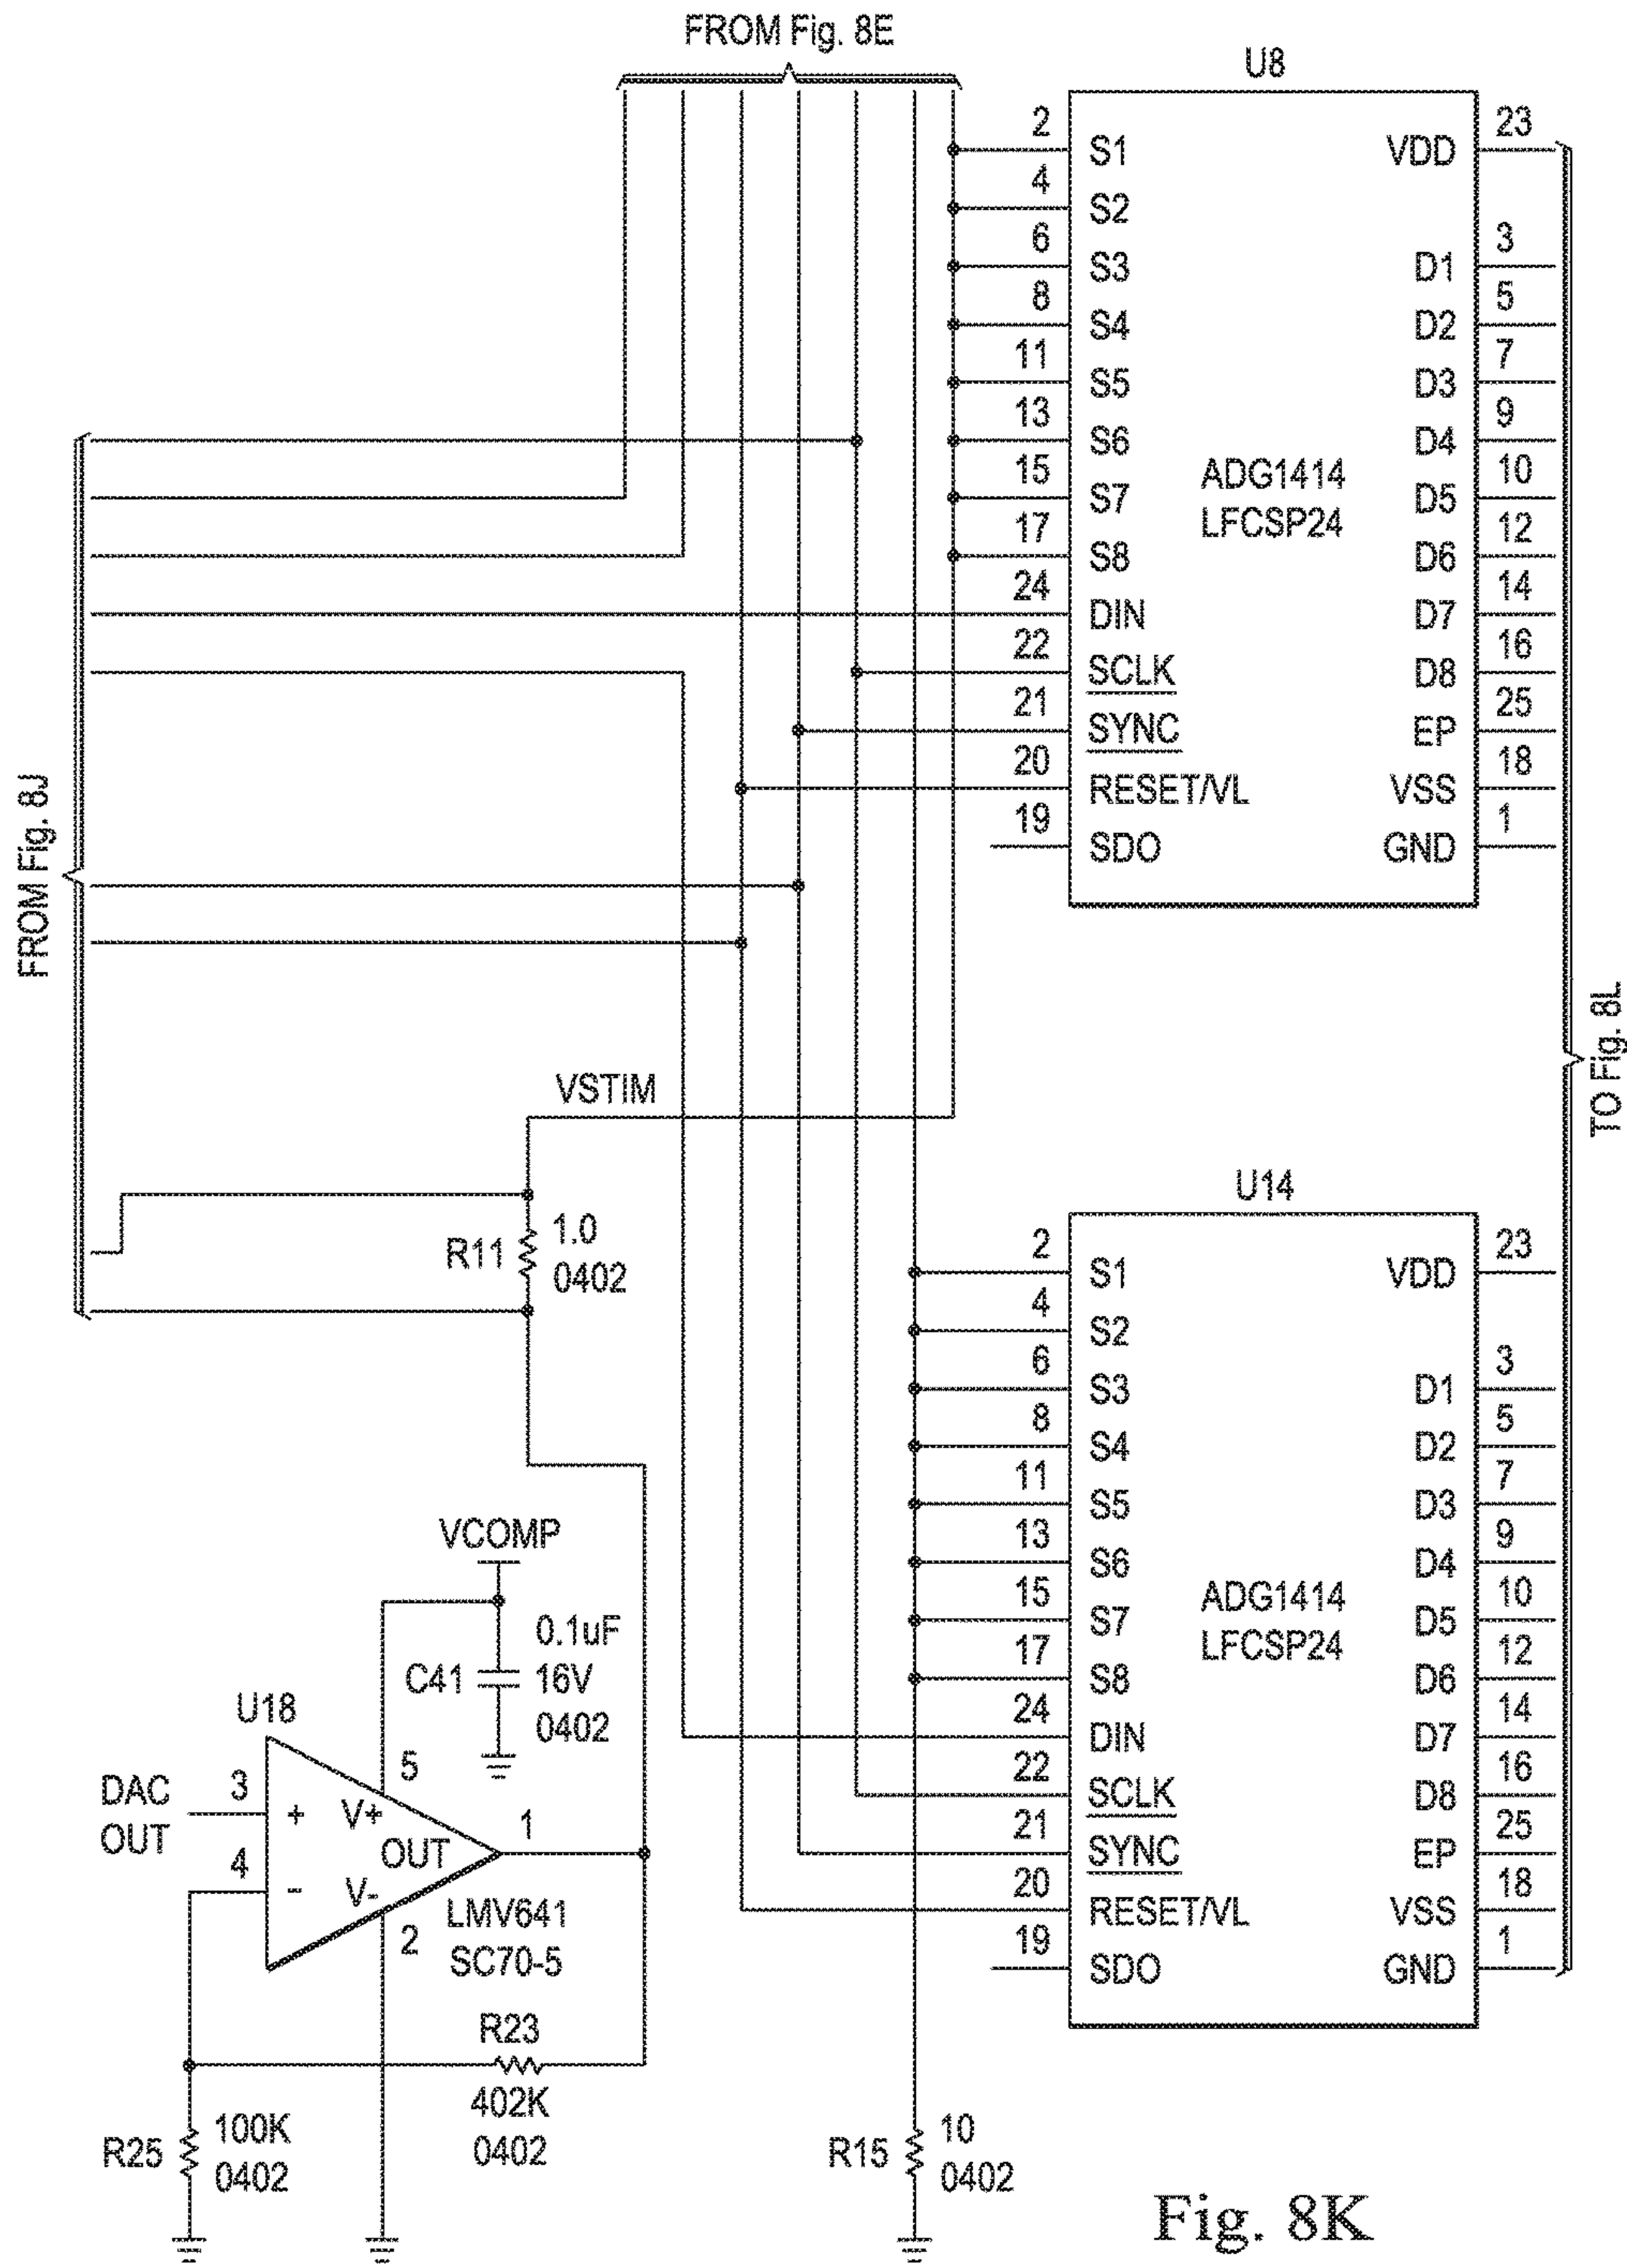 FROM Fig. 8E
U8
2 S1 VDD 23
4 S2
6 S3 D1 3
8 S4 D2 5
11 S5 D3 7
13 S6 D4 9
15 S7 D5 10
17 S8 D6 12
24 DIN D7 14
22 SCLK D8 16
21 SYNC EP 25
20 RESET/VL VSS 18
19 SDO GND 1
ADG1414
LFCSP24
FROM Fig. 8J
TO Fig. 8L
VSTIM
R11 1.0
0402
U14
2 S1 VDD 23
4 S2
6 S3 D1 3
8 S4 D2 5
11 S5 D3 7
13 S6 D4 9
15 S7 D5 10
17 S8 D6 12
24 DIN D7 14
22 SCLK D8 16
21 SYNC EP 25
20 RESET/VL VSS 18
19 SDO GND 1
ADG1414
LFCSP24
VCOMP
0.1uF
C41 16V
0402
U18
DAC
OUT
3 + V+ 5
OUT 1
4 - V- 2
LMV641
SC70-5
R23
402K
0402
R25 100K
0402
R15 10
0402
Fig. 8K